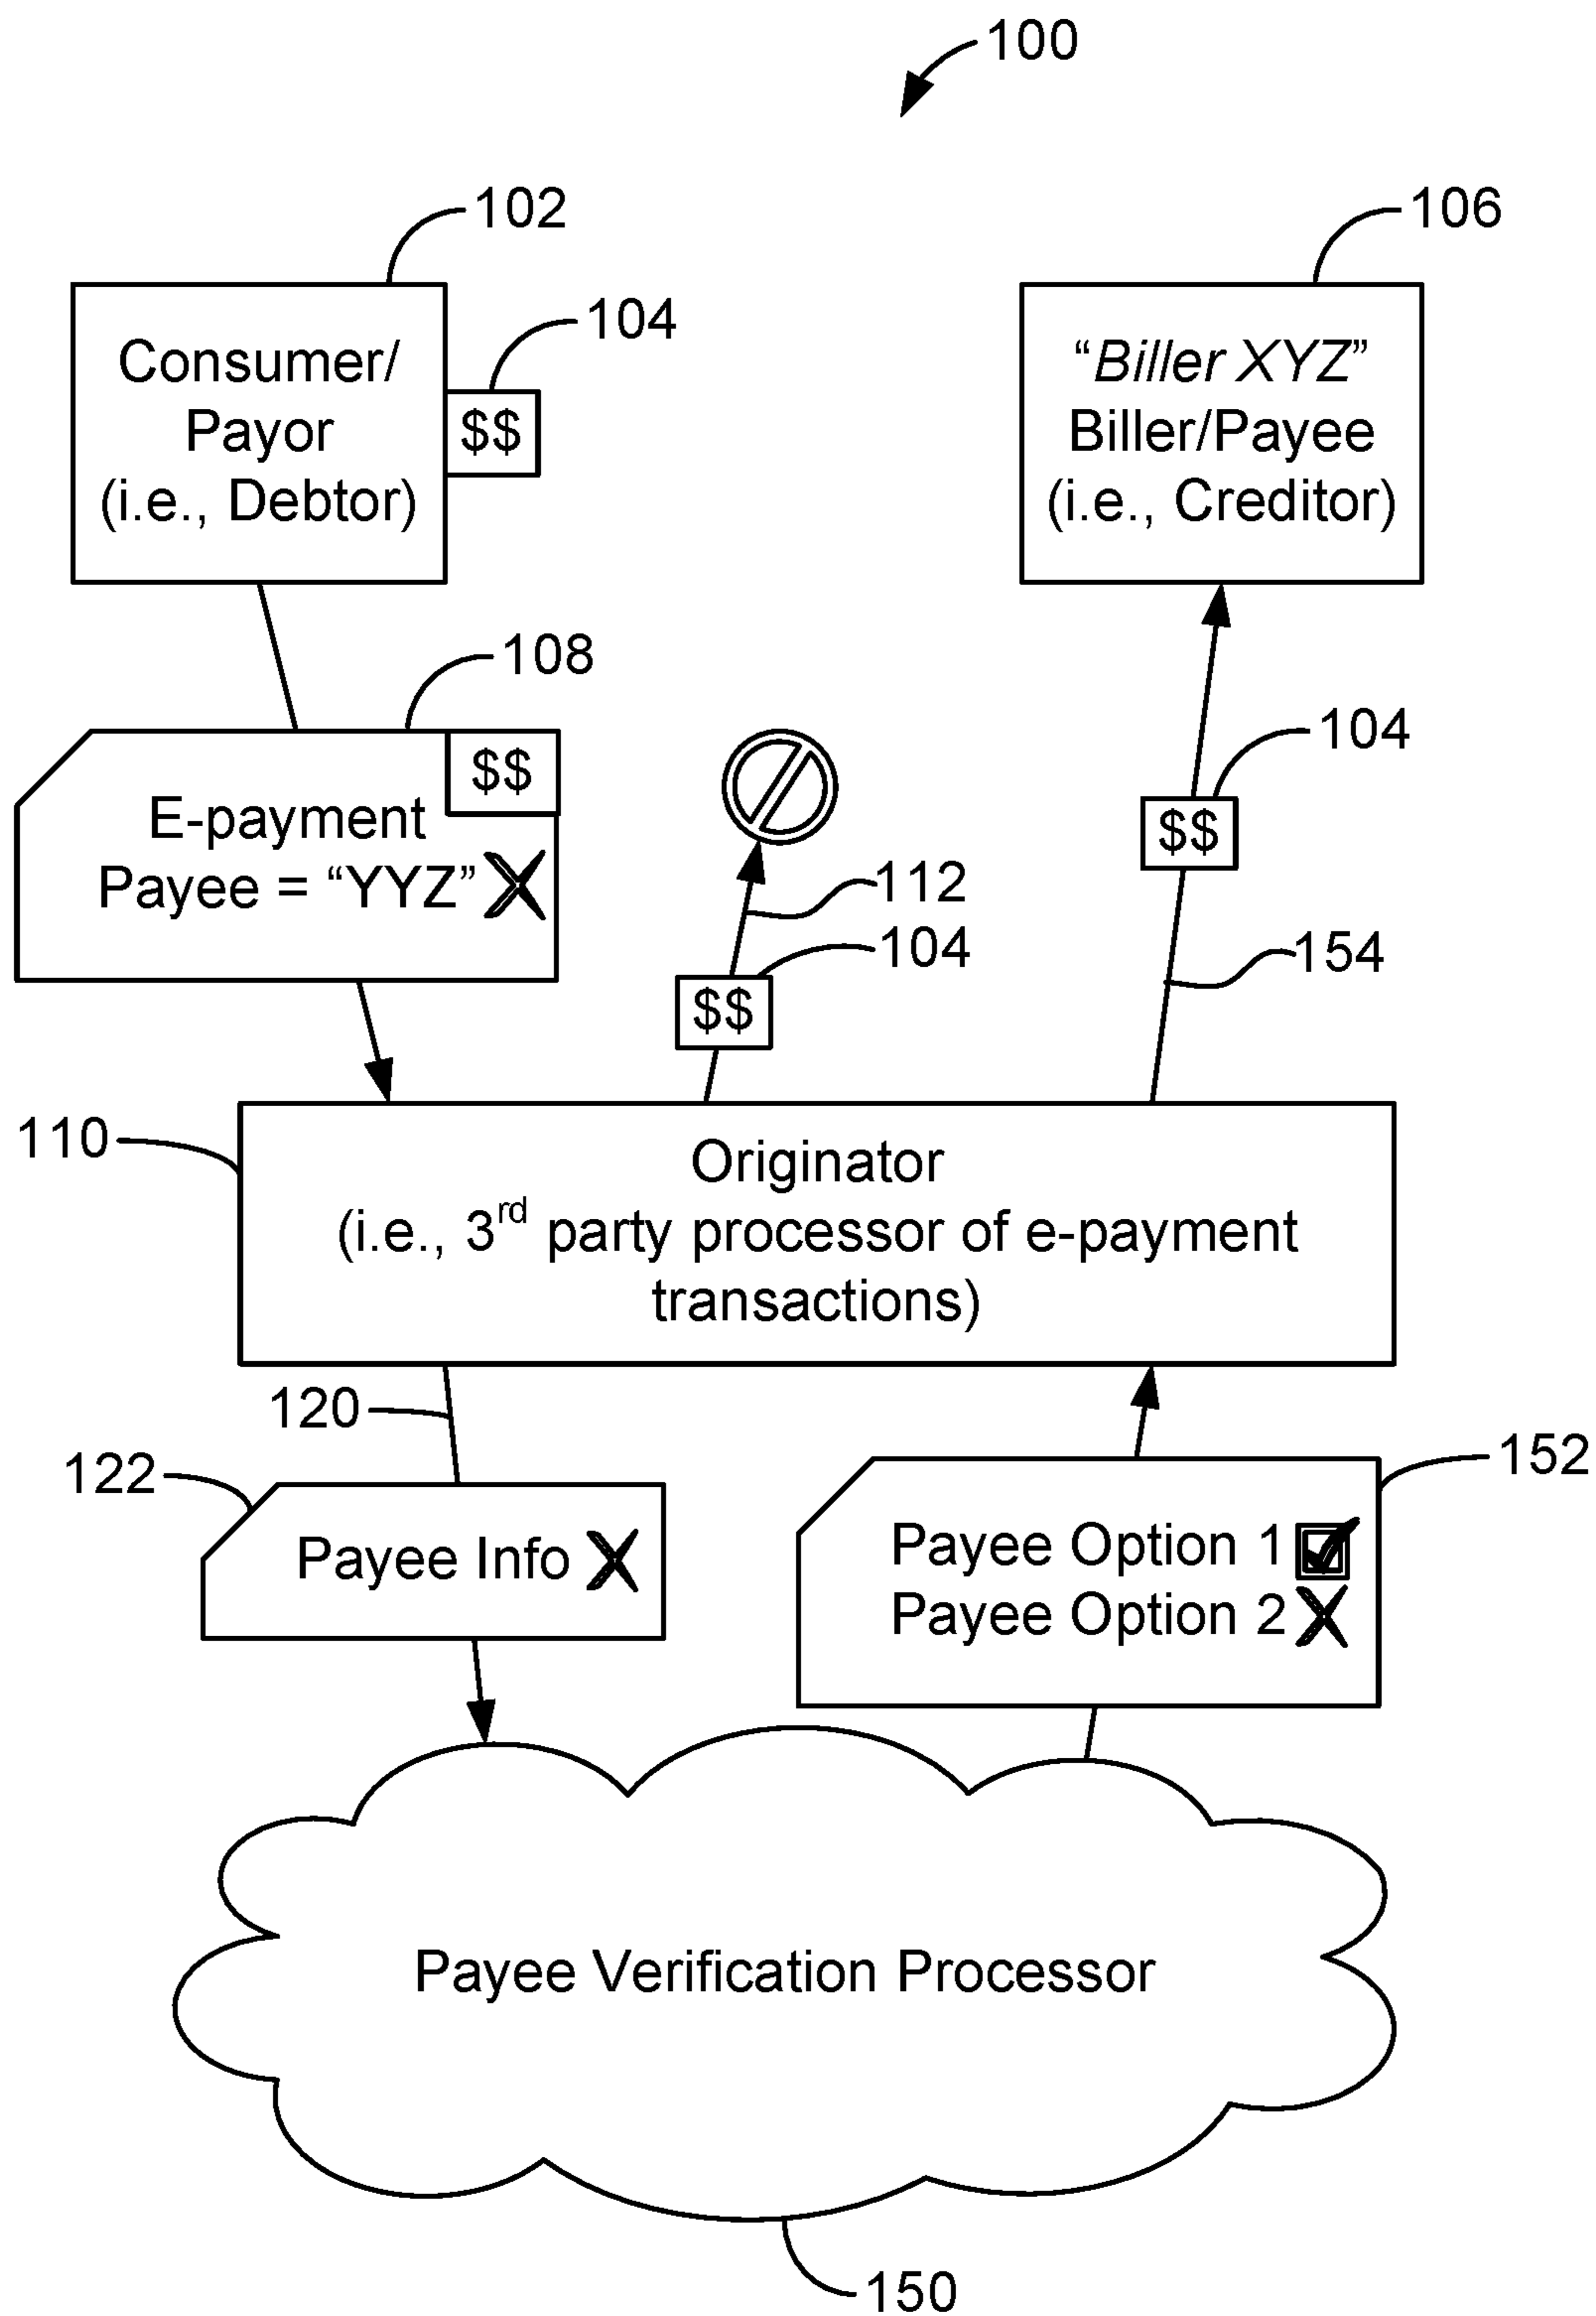 100
102
106
104
Consumer/
Payor
(i.e., Debtor)
$$
“Biller XYZ”
Biller/Payee
(i.e., Creditor)
108
104
$$
E-payment
Payee = “YYZ”
$$
112
104
$$
154
110
Originator
(i.e., 3rd party processor of e-payment
transactions)
120
122
152
Payee Info
Payee Option 1
Payee Option 2
Payee Verification Processor
150